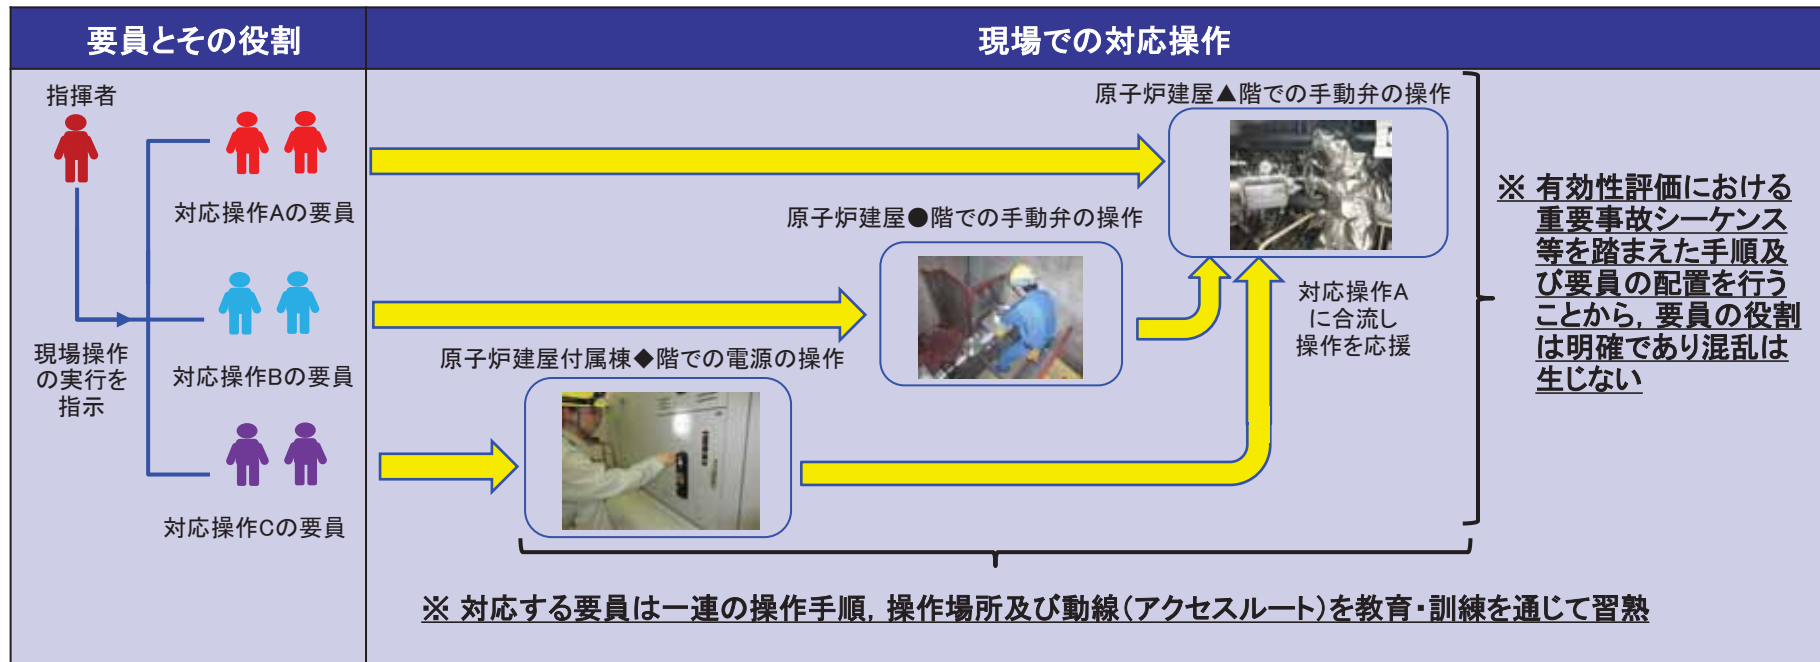 要員とその役割
現場での対応操作
指揮者
対応操作Aの要員
対応操作Bの要員
現場操作
の実行を
指示
対応操作Cの要員
原子炉建屋▲階での手動弁の操作
原子炉建屋●階での手動弁の操作
原子炉建屋付属棟◆階での電源の操作
対応操作A
に合流し
操作を応援
※ 有効性評価における
重要事故シーケンス
等を踏まえた手順及
び要員の配置を行う
ことから，要員の役割
は明確であり混乱は
生じない
※ 対応する要員は一連の操作手順，操作場所及び動線（アクセスルート）を教育・訓練を通じて習熟